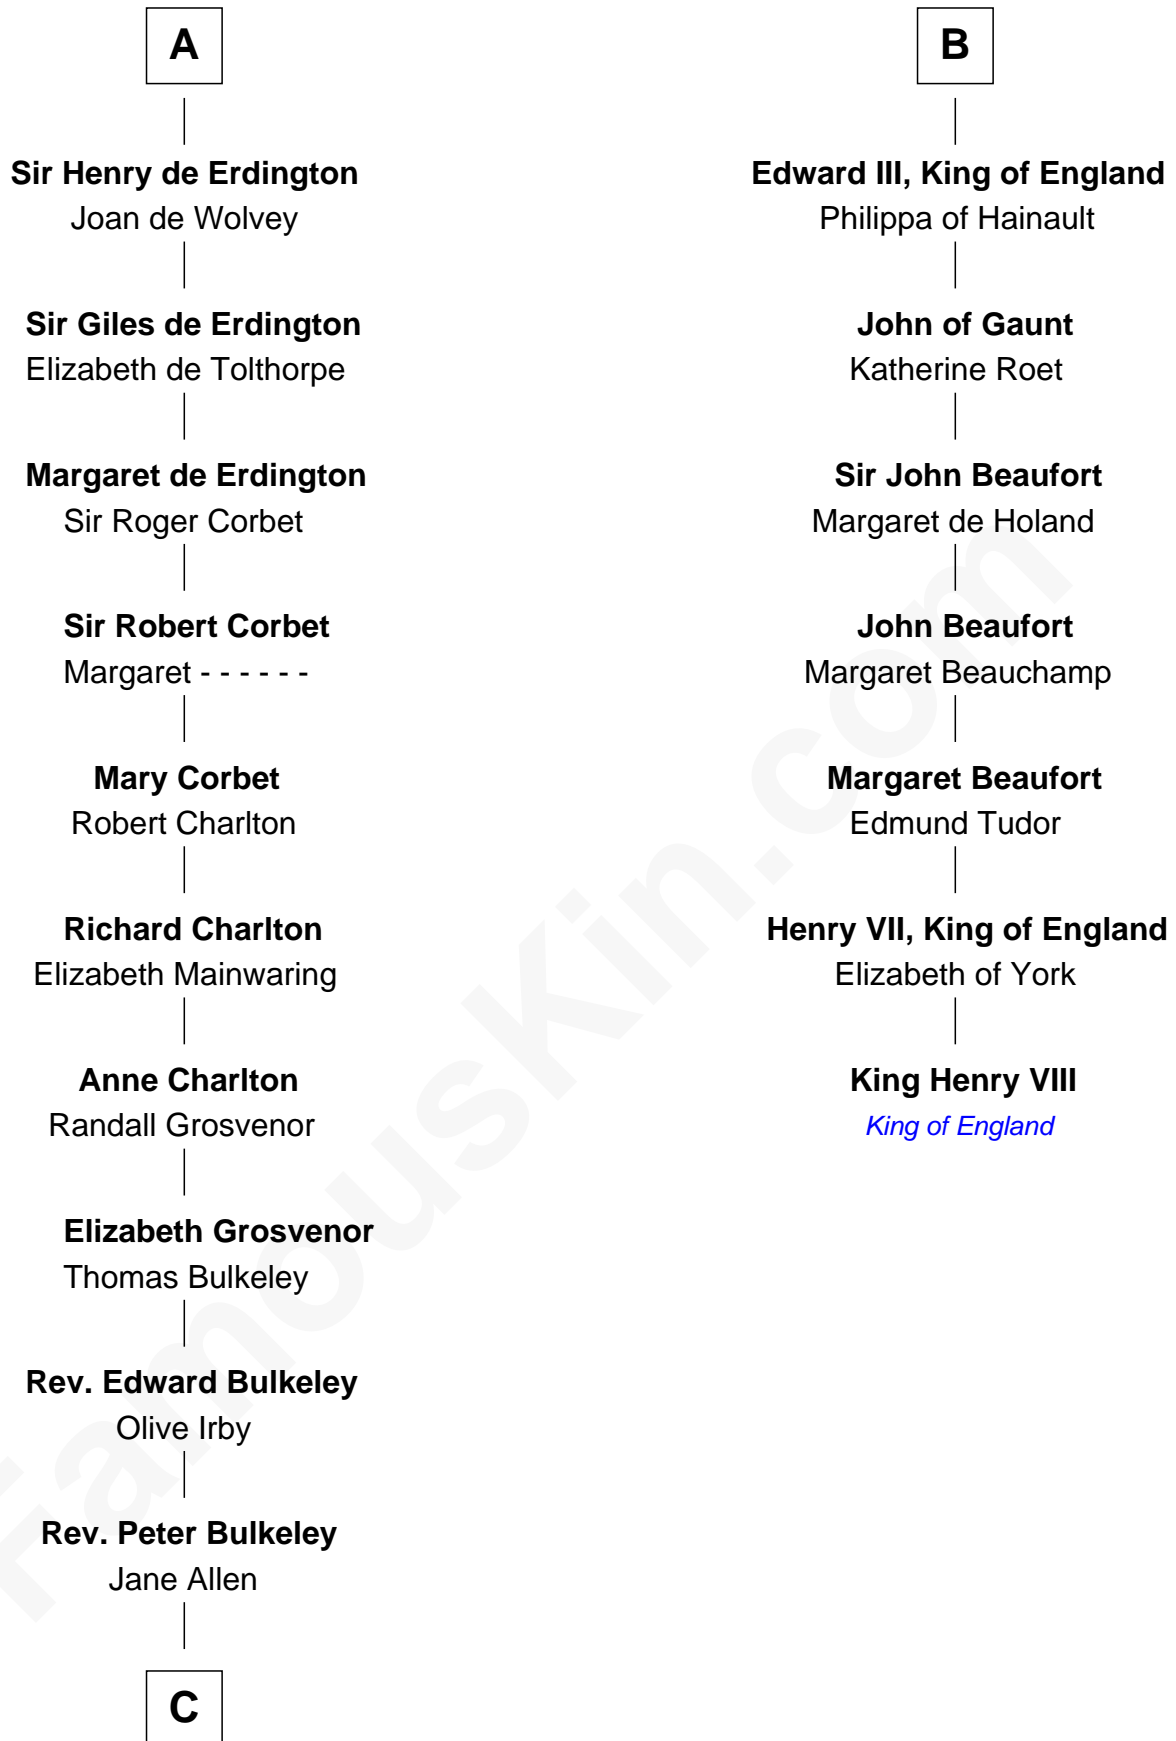 A
Sir Henry de Erdington
Joan de Wolvey
Sir Giles de Erdington
Elizabeth de Tolthorpe
Margaret de Erdington
Sir Roger Corbet
Sir Robert Corbet
Margaret - - - - - -
Mary Corbet
Robert Charlton
Richard Charlton
Elizabeth Mainwaring
Anne Charlton
Randall Grosvenor
Elizabeth Grosvenor
Thomas Bulkeley
Rev. Edward Bulkeley
Olive Irby
Rev. Peter Bulkeley
Jane Allen
C
B
Edward III, King of England
Philippa of Hainault
John of Gaunt
Katherine Roet
Sir John Beaufort
Margaret de Holand
John Beaufort
Margaret Beauchamp
Margaret Beaufort
Edmund Tudor
Henry VII, King of England
Elizabeth of York
King Henry VIII
King of England
FamousKin.com